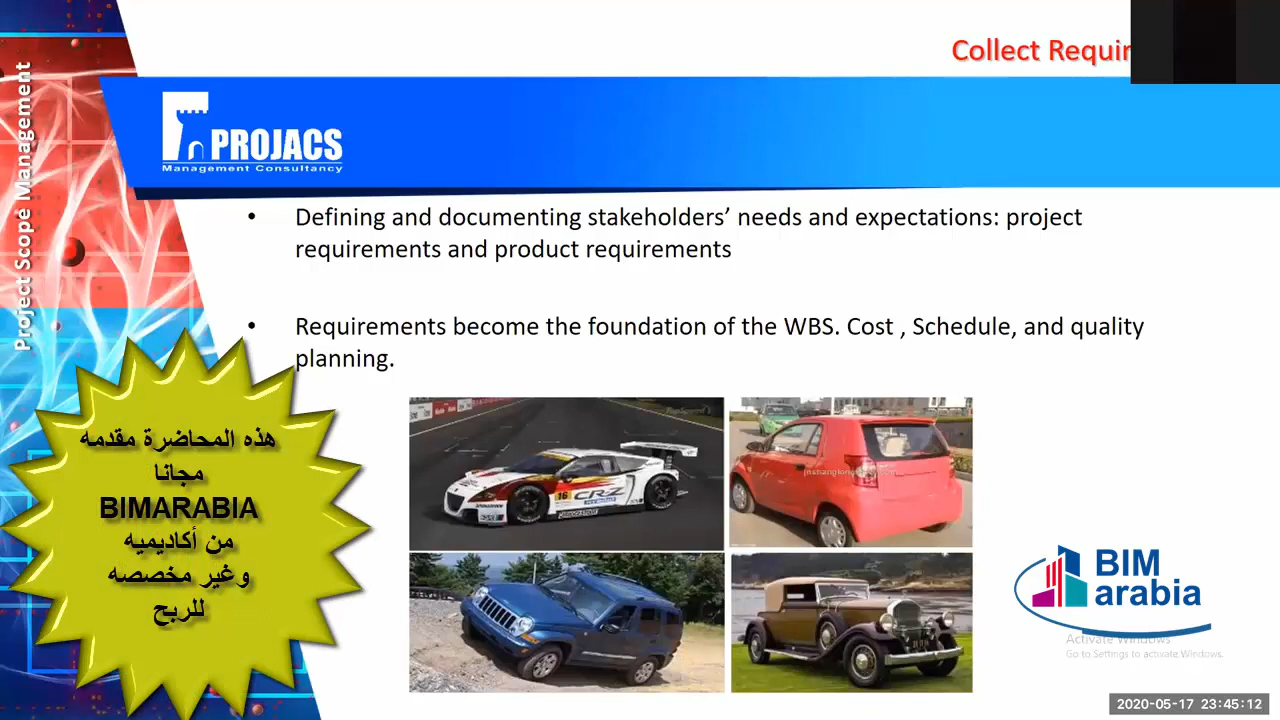 Collect Requir
Project Scope Management
PROJACS
Management Consultancy
• Defining and documenting stakeholders’ needs and expectations: project
requirements and product requirements
• Requirements become the foundation of the WBS. Cost , Schedule, and quality
planning.
هذه المحاضرة مقدمه
مجانا
BIMARABIA
من أكاديميه
وغير مخصصه
للربح
16
CR-Z
BRIDGESTONE
BIM
arabia
Activate Windows
Go to Settings to activate Windows.
2020-05-17 23:45:12